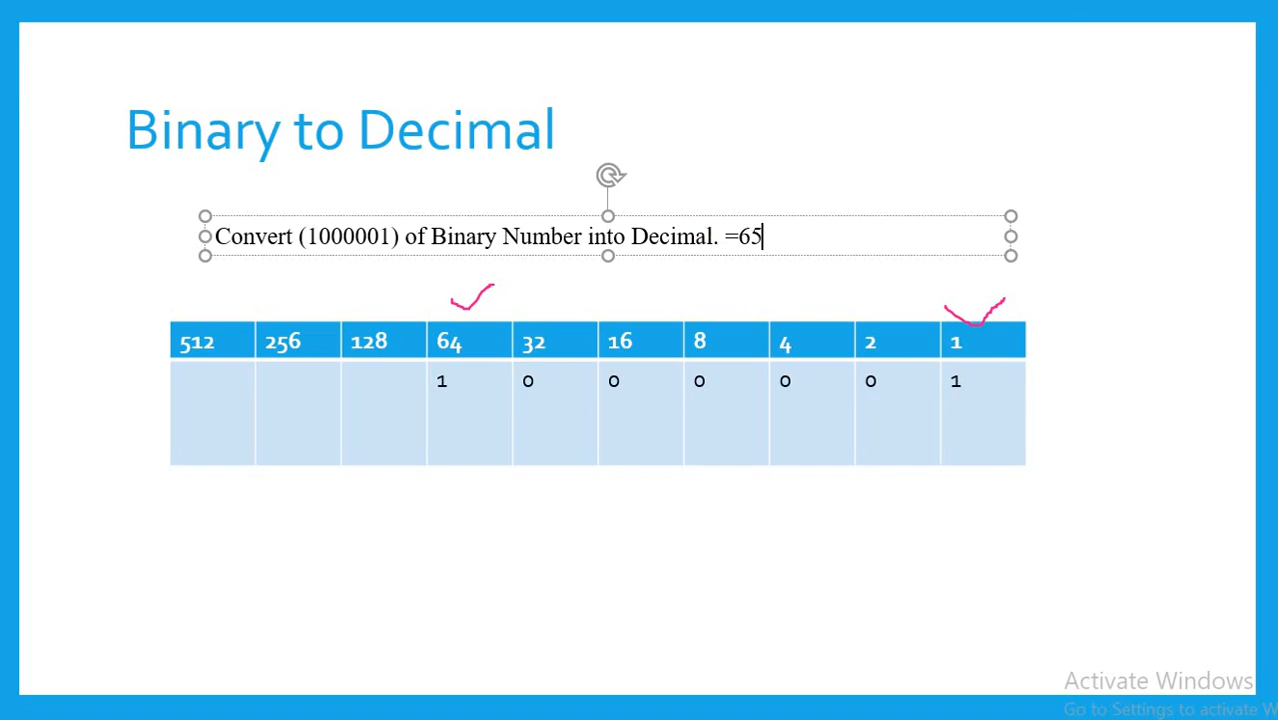 Binary to Decimal
Convert (1000001) of Binary Number into Decimal. =65
512 256 128 64 32 16 8 4 2 1
1 0 0 0 0 0 1
Activate Windows
Go to Settings to activate W